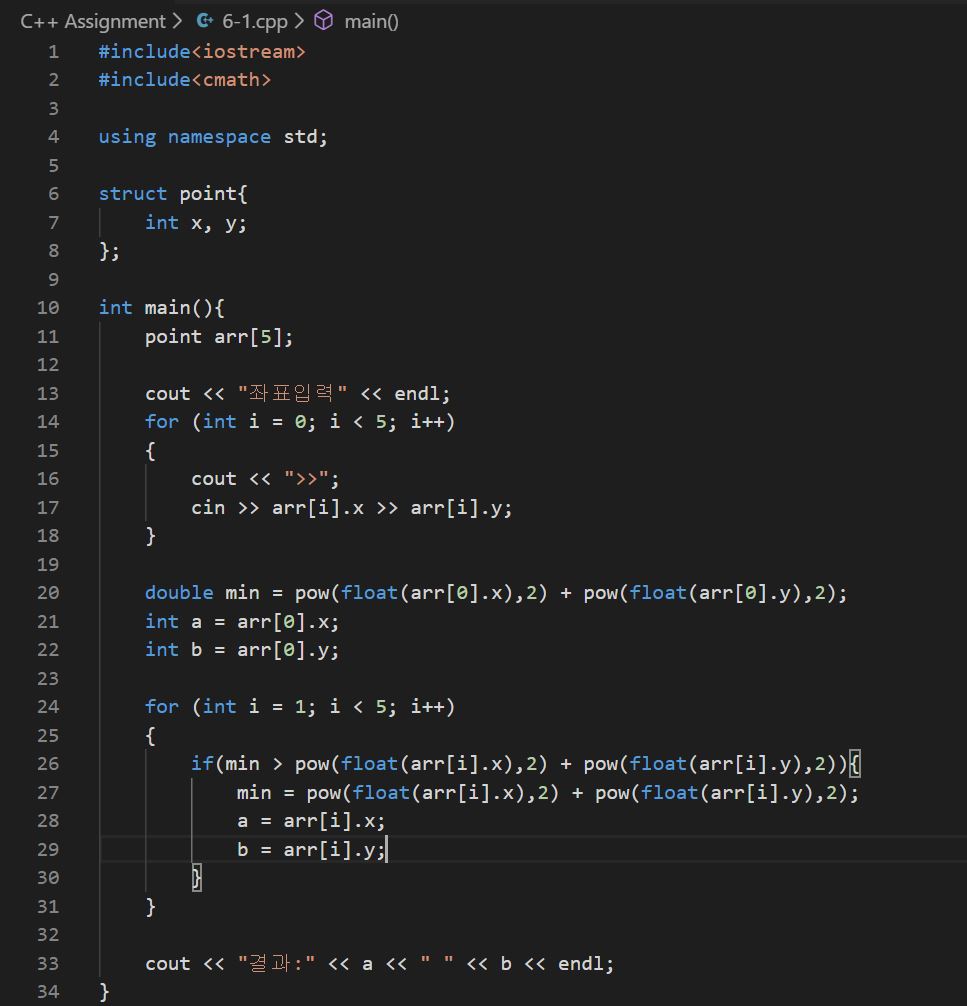 C++ Assignment > 6-1.cpp > main()
1 #include<iostream>
2 #include<cmath>
3
4 using namespace std;
5
6 struct point{
7     int x, y;
8 };
9
10 int main(){
11     point arr[5];
12
13     cout << "좌표입력" << endl;
14     for (int i = 0; i < 5; i++)
15     {
16         cout << ">>";
17         cin >> arr[i].x >> arr[i].y;
18     }
19
20     double min = pow(float(arr[0].x),2) + pow(float(arr[0].y),2);
21     int a = arr[0].x;
22     int b = arr[0].y;
23
24     for (int i = 1; i < 5; i++)
25     {
26         if(min > pow(float(arr[i].x),2) + pow(float(arr[i].y),2)){
27             min = pow(float(arr[i].x),2) + pow(float(arr[i].y),2);
28             a = arr[i].x;
29             b = arr[i].y;
30         }
31     }
32
33     cout << "결과:" << a << " " << b << endl;
34 }